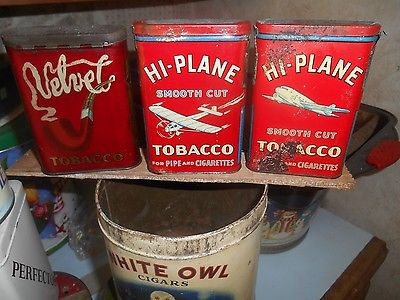 Velvet
TOBACCO
HI-PLANE
SMOOTH CUT
TOBACCO
FOR PIPE AND CIGARETTES
HI-PLANE
SMOOTH CUT
TOBACCO
FOR PIPE AND CIGARETTES
WHITE OWL
CIGARS